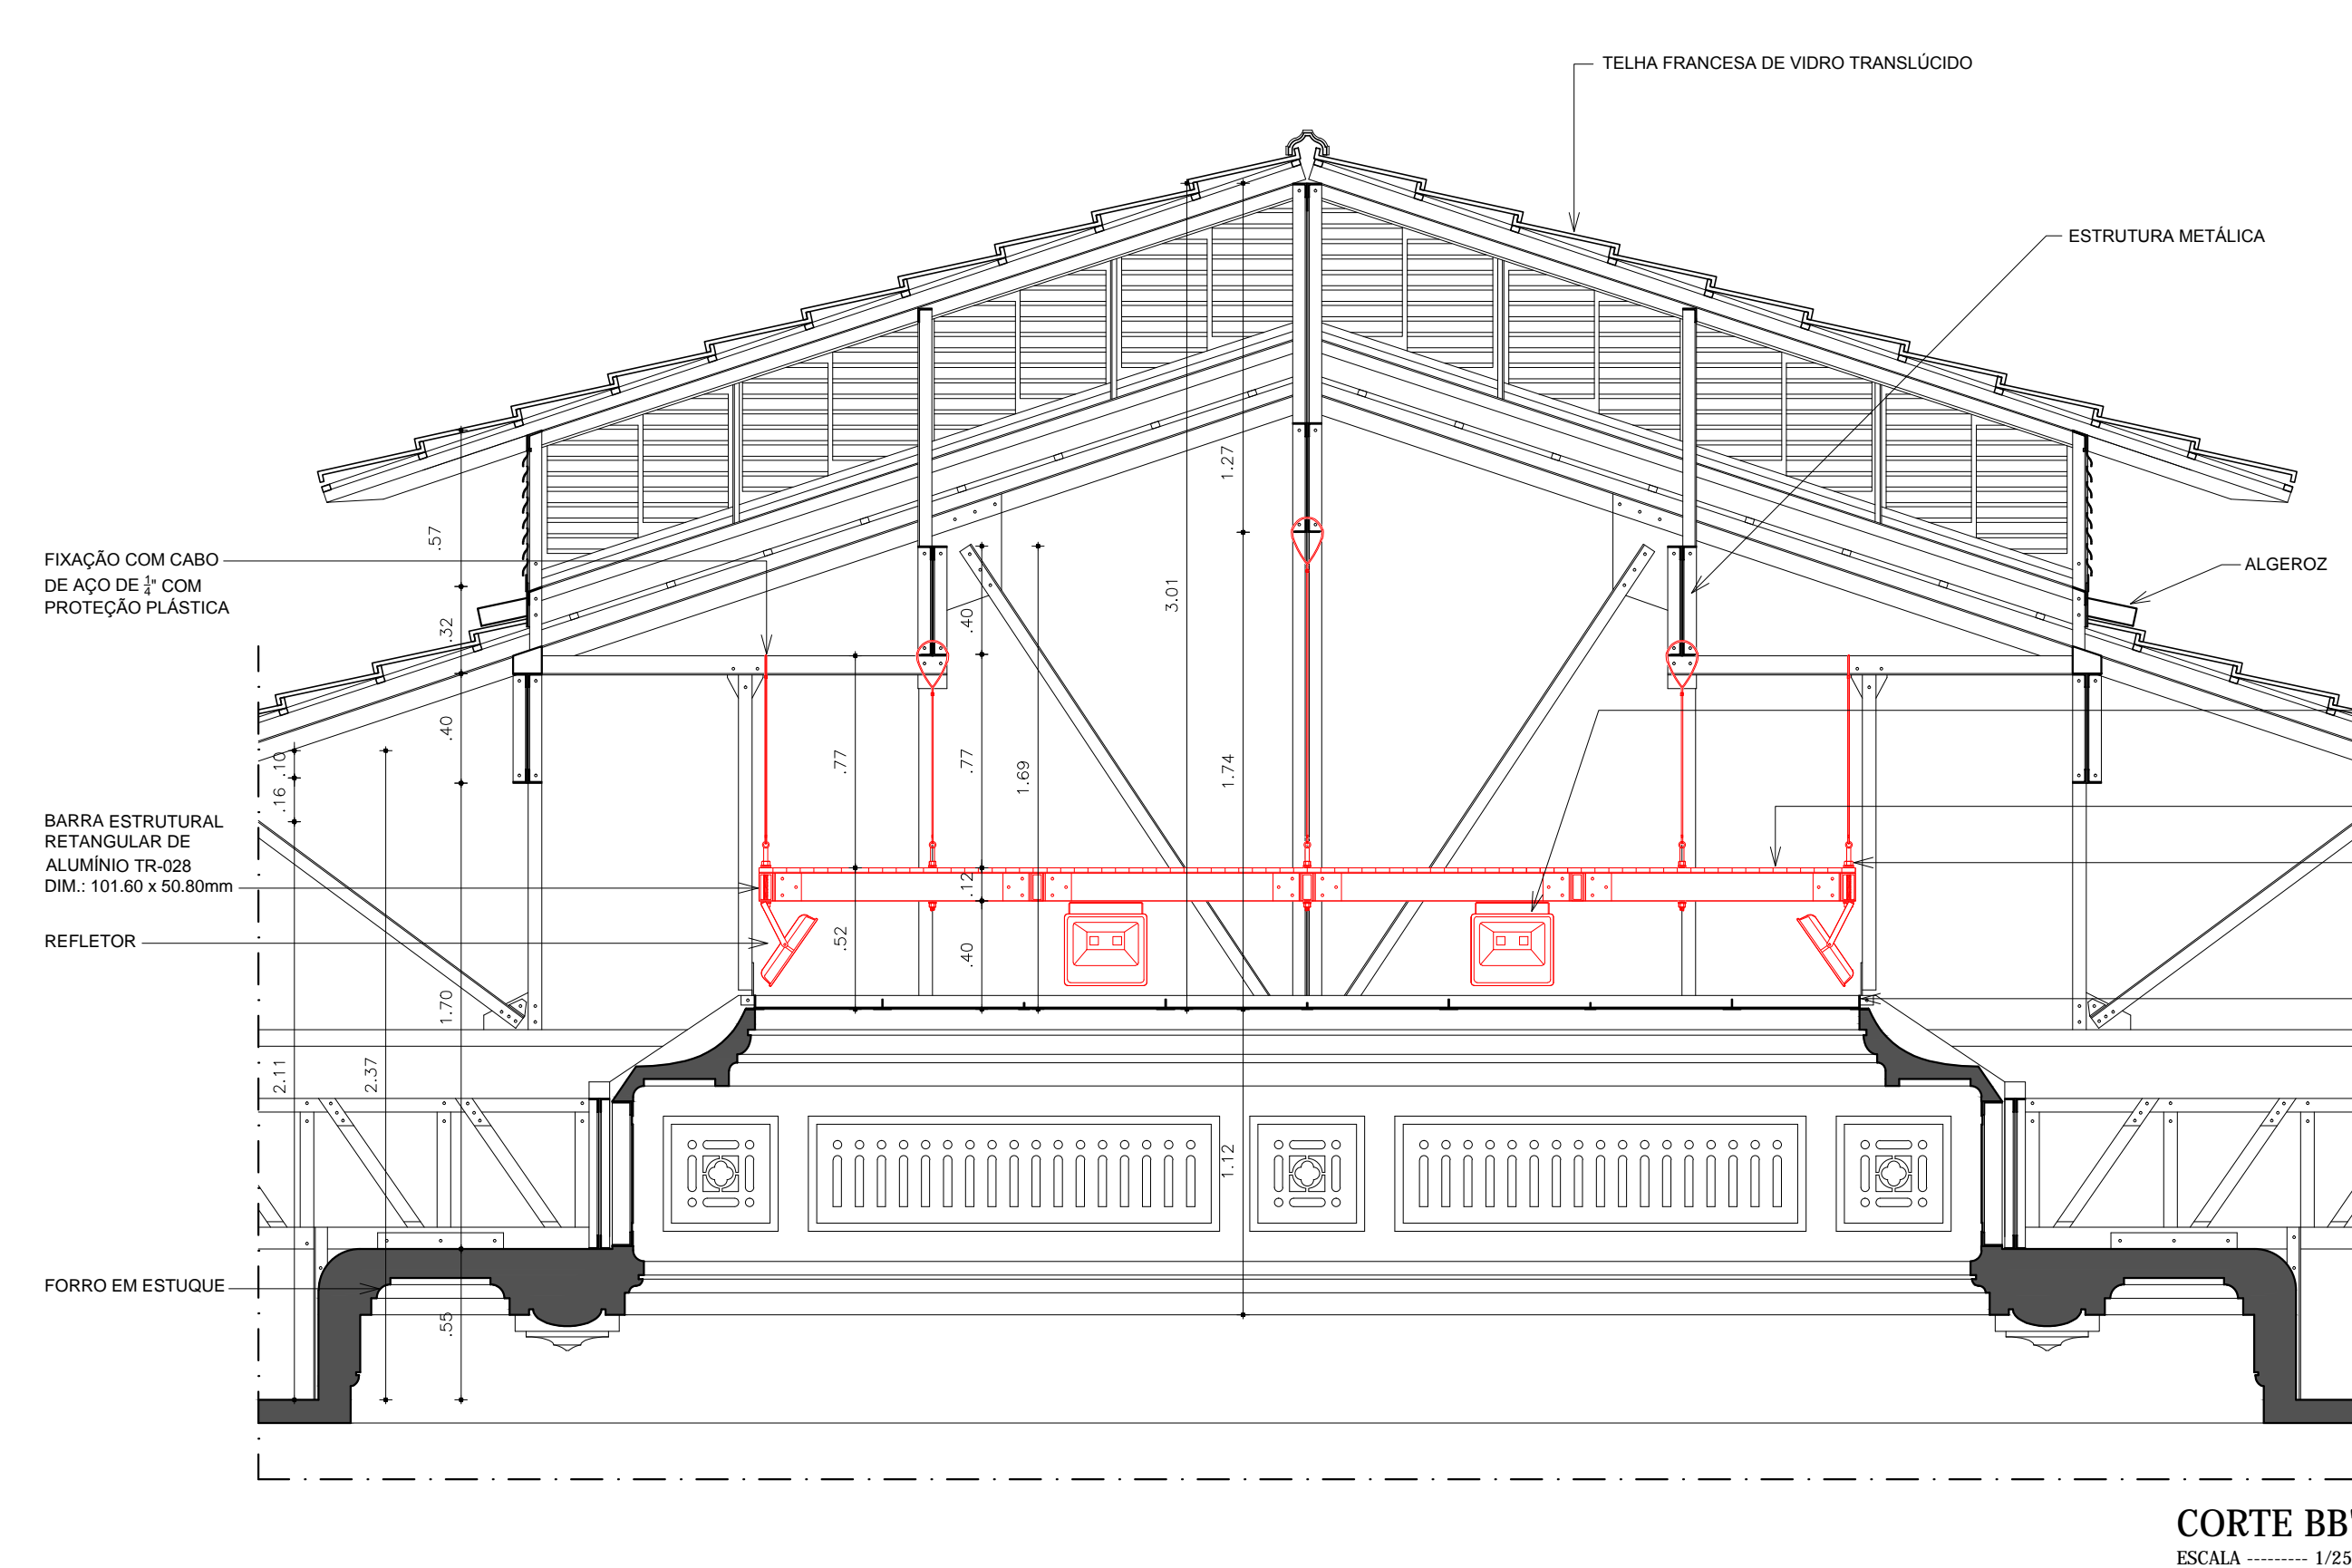 TELHA FRANCESA DE VIDRO TRANSLÚCIDO
ESTRUTURA METÁLICA
ALGEROZ
FIXAÇÃO COM CABO
DE AÇO DE 1/4" COM
PROTEÇÃO PLÁSTICA
BARRA ESTRUTURAL
RETANGULAR DE
ALUMÍNIO TR-028
DIM.: 101.60 x 50.80mm
REFLETOR
FORRO EM ESTUQUE
.57
.32
.40
1.70
.55
.10
.16
2.11
2.37
.77
.52
.40
.77
.12
.40
1.69
3.01
1.27
1.74
1.12
CORTE BB'
ESCALA --------- 1/25